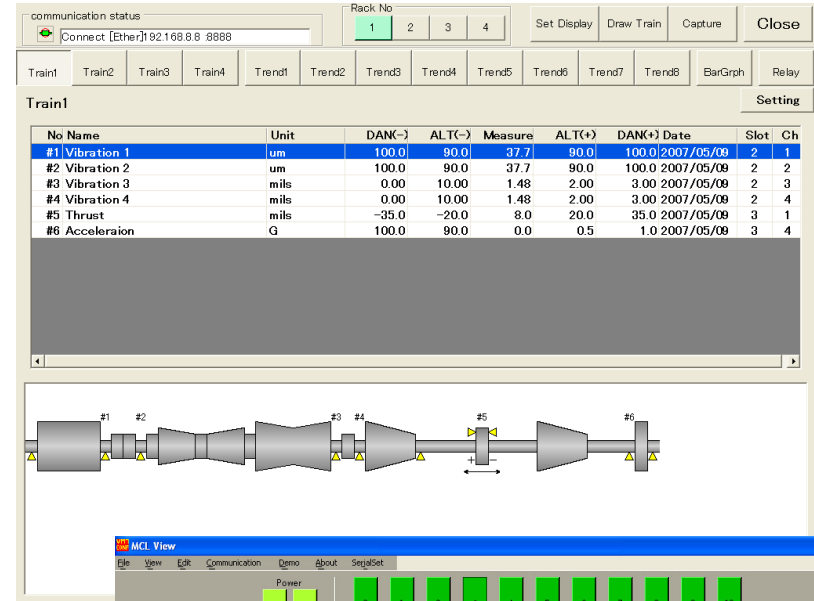 communication status
Connect [Ether]192.168.8.8 :8888
Rack No
1 2 3 4
Set Display Draw Train Capture Close
Train1 Train2 Train3 Train4 Trend1 Trend2 Trend3 Trend4 Trend5 Trend6 Trend7 Trend8 BarGrph Relay
Train1
Setting
No Name Unit DAN(-) ALT(-) Measure ALT(+) DAN(+) Date Slot Ch
#1 Vibration 1 um 100.0 90.0 37.7 90.0 100.0 2007/05/09 2 1
#2 Vibration 2 um 100.0 90.0 37.7 90.0 100.0 2007/05/09 2 2
#3 Vibration 3 mils 0.00 10.00 1.48 2.00 3.00 2007/05/09 2 3
#4 Vibration 4 mils 0.00 10.00 1.48 2.00 3.00 2007/05/09 2 4
#5 Thrust mils -35.0 -20.0 8.0 20.0 35.0 2007/05/09 3 1
#6 Acceleraion G 100.0 90.0 0.0 0.5 1.0 2007/05/09 3 4
#1 #2 #3 #4 #5 #6
+ -
MCL View
File View Edit Communication Demo About SerialSet
Power